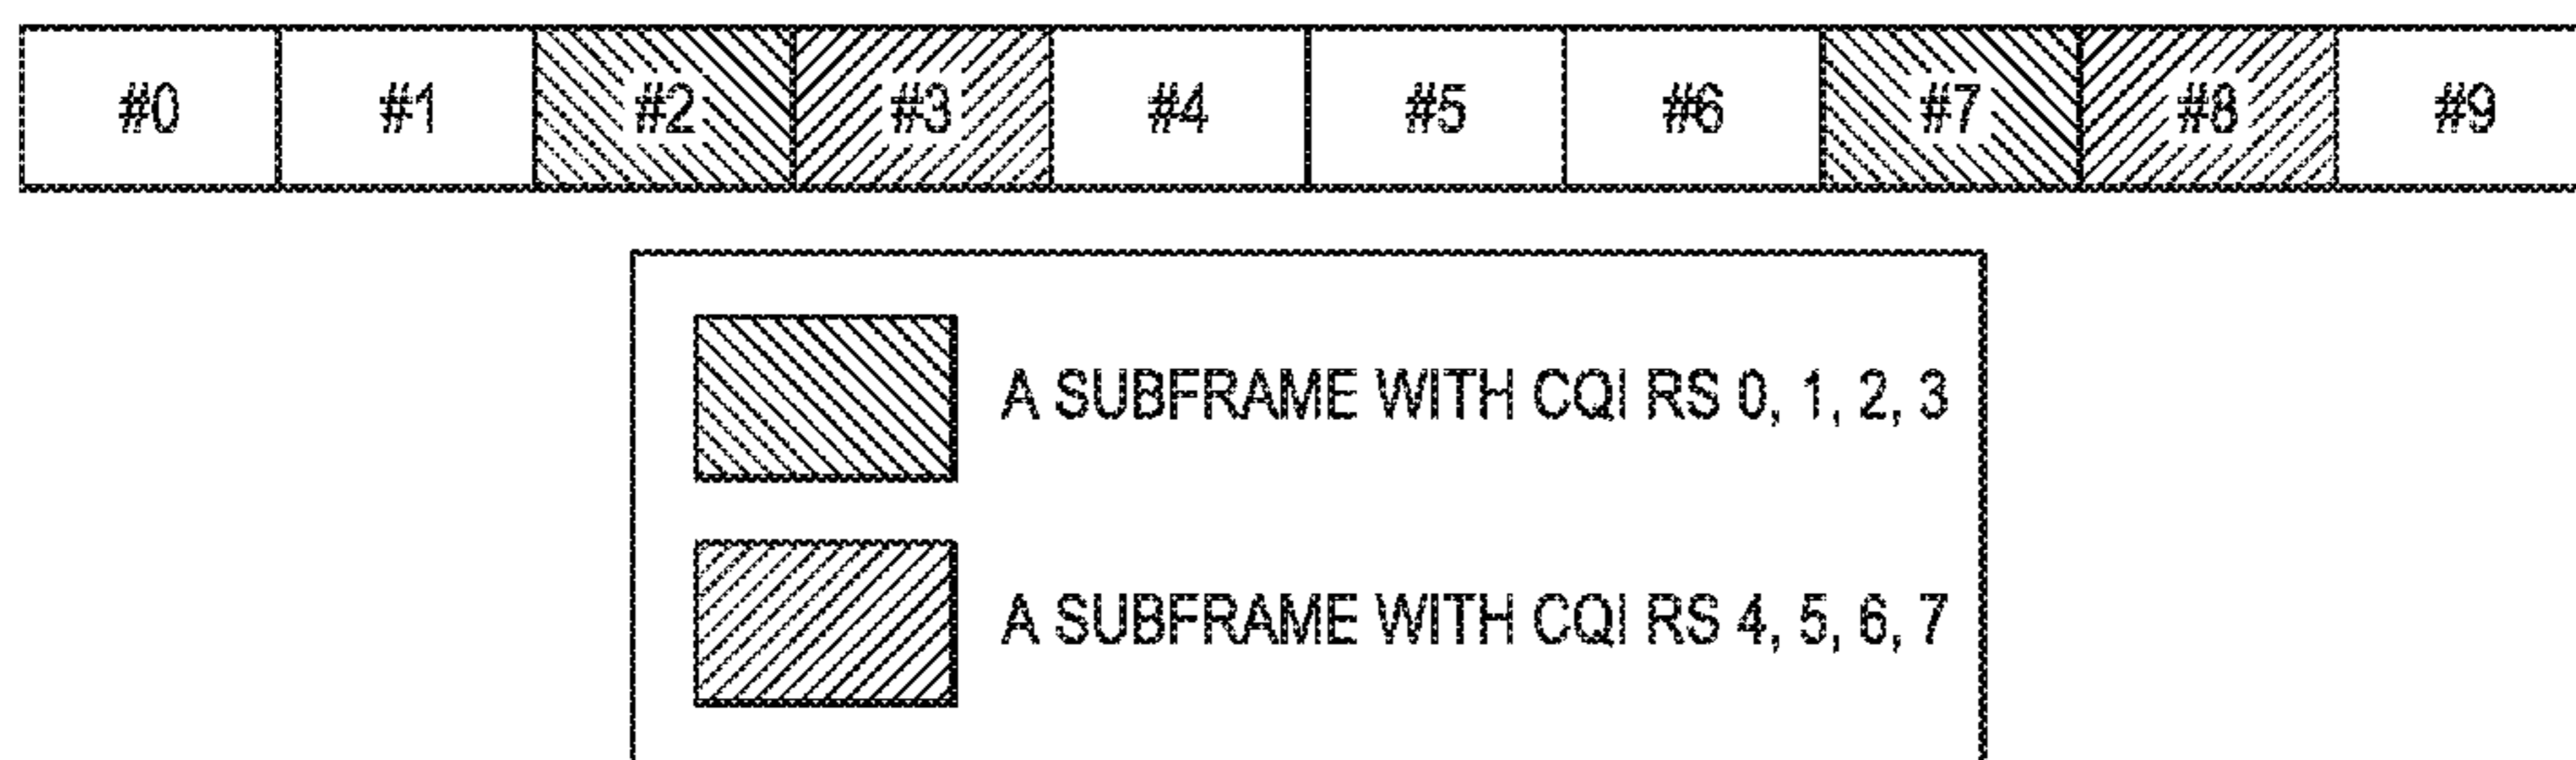 #0 #1 #2 #3 #4 #5 #6 #7 #8 #9
A SUBFRAME WITH CQI RS 0, 1, 2, 3
A SUBFRAME WITH CQI RS 4, 5, 6, 7